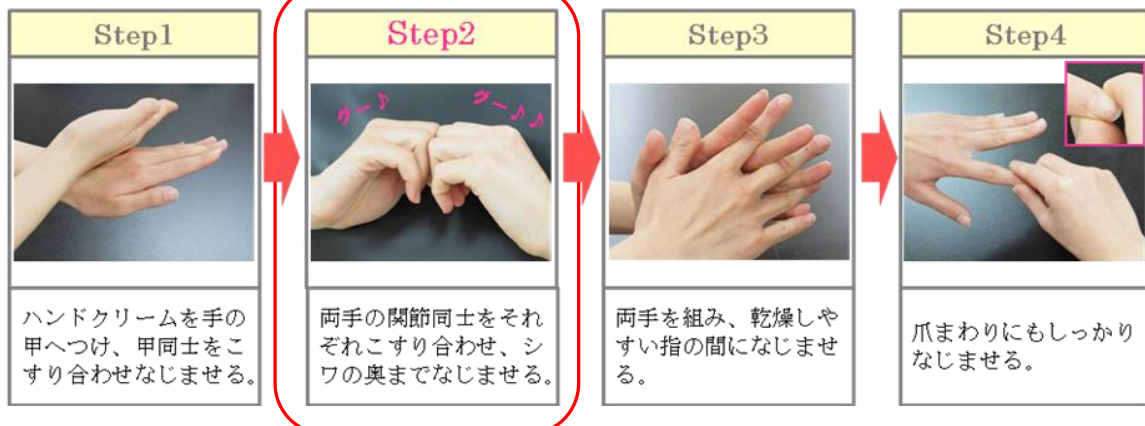 Step1
ハンドクリームを手の
甲へつけ、甲同士をこ
すり合わせなじませる。
Step2
グー♪
グー♪♪
両手の関節同士をそれ
ぞれこすり合わせ、シ
ワの奥までなじませる。
Step3
両手を組み、乾燥しや
すい指の間になじませ
る。
Step4
爪まわりにもしっかり
なじませる。